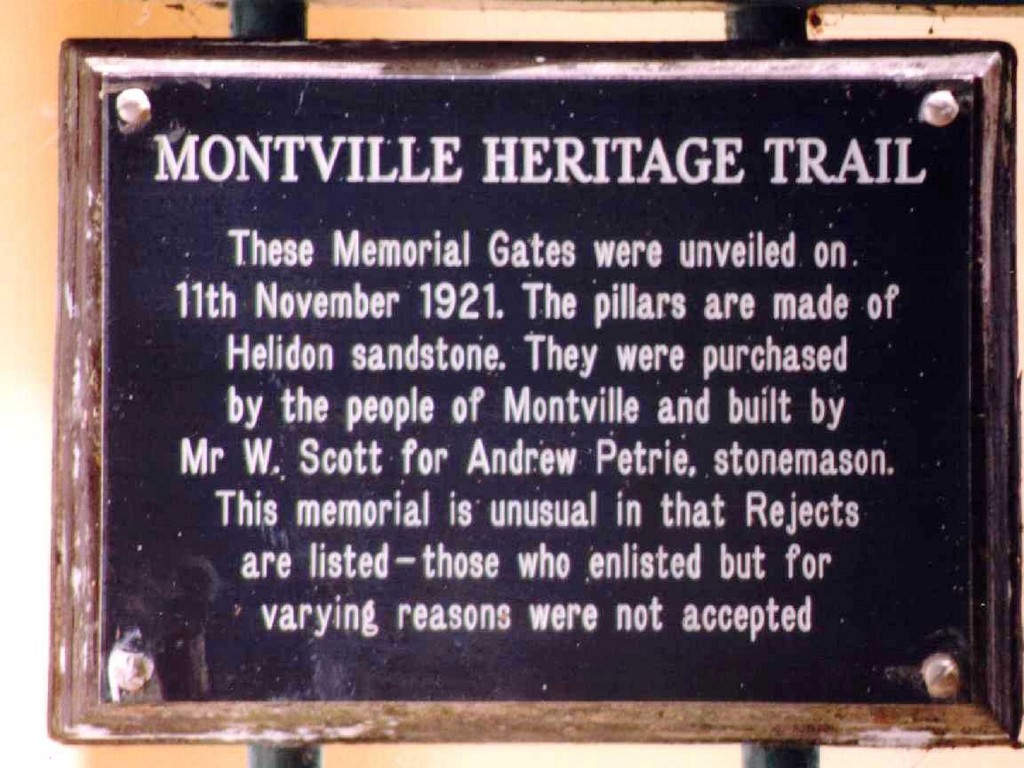 MONTVILLE HERITAGE TRAIL
These Memorial Gates were unveiled on.
11th November 1921. The pillars are made of
Helidon sandstone. They were purchased
by the people of Montville and built by
Mr W. Scott for Andrew Petrie, stonemason.
This memorial is unusual in that Rejects
are listed – those who enlisted but for
varying reasons were not accepted